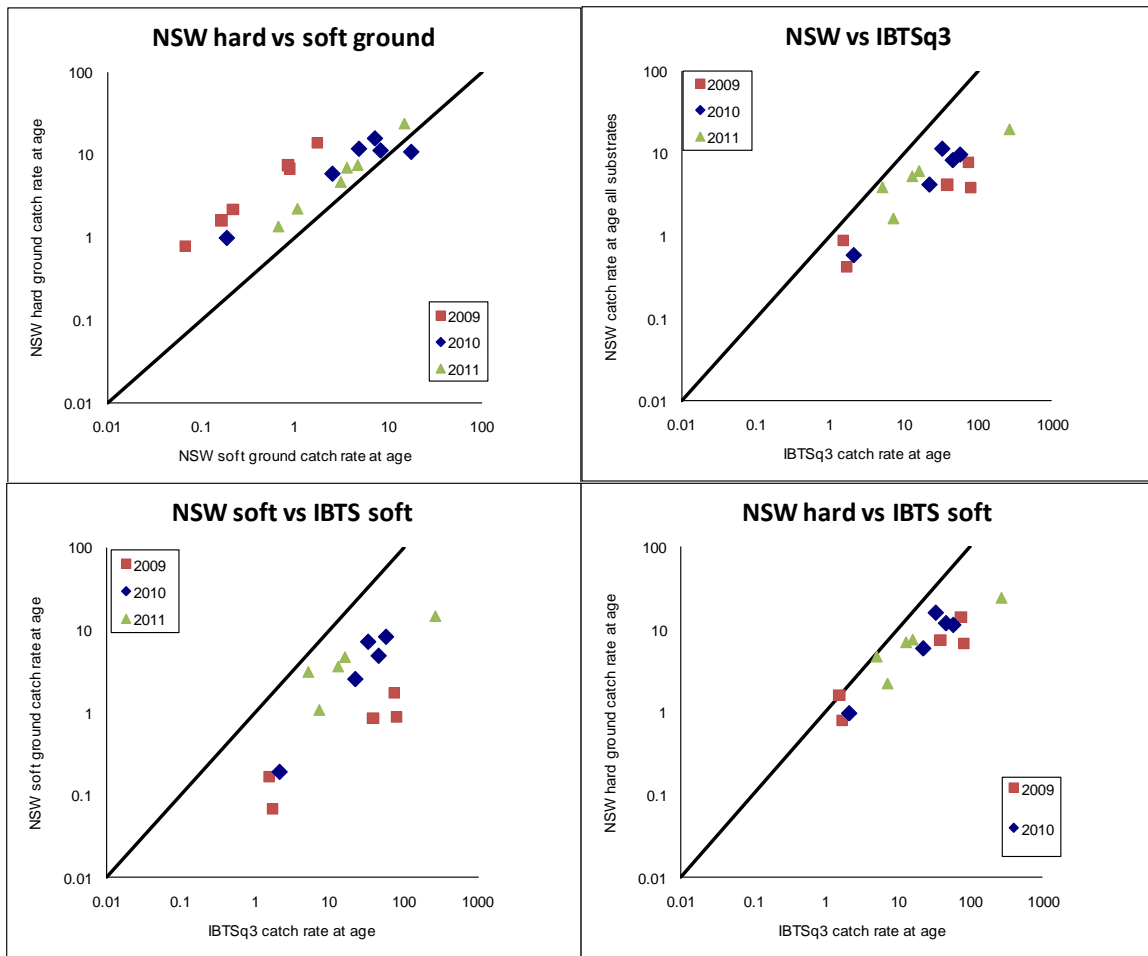 NSW hard vs soft ground
100
10
1
0.1
0.01
NSW hard ground catch rate at age
0.01 0.1 1 10 100
NSW soft ground catch rate at age
2009
2010
2011
NSW vs IBTSq3
100
10
1
0.1
0.01
NSW catch rate at age all substrates
0.01 0.1 1 10 100 1000
IBTSq3 catch rate at age
2009
2010
2011
NSW soft vs IBTS soft
100
10
1
0.1
0.01
NSW soft ground catch rate at age
0.01 0.1 1 10 100 1000
IBTSq3 catch rate at age
2009
2010
2011
NSW hard vs IBTS soft
100
10
1
0.1
0.01
NSW hard ground catch rate at age
0.01 0.1 1 10 100 1000
IBTSq3 catch rate at age
2009
2010